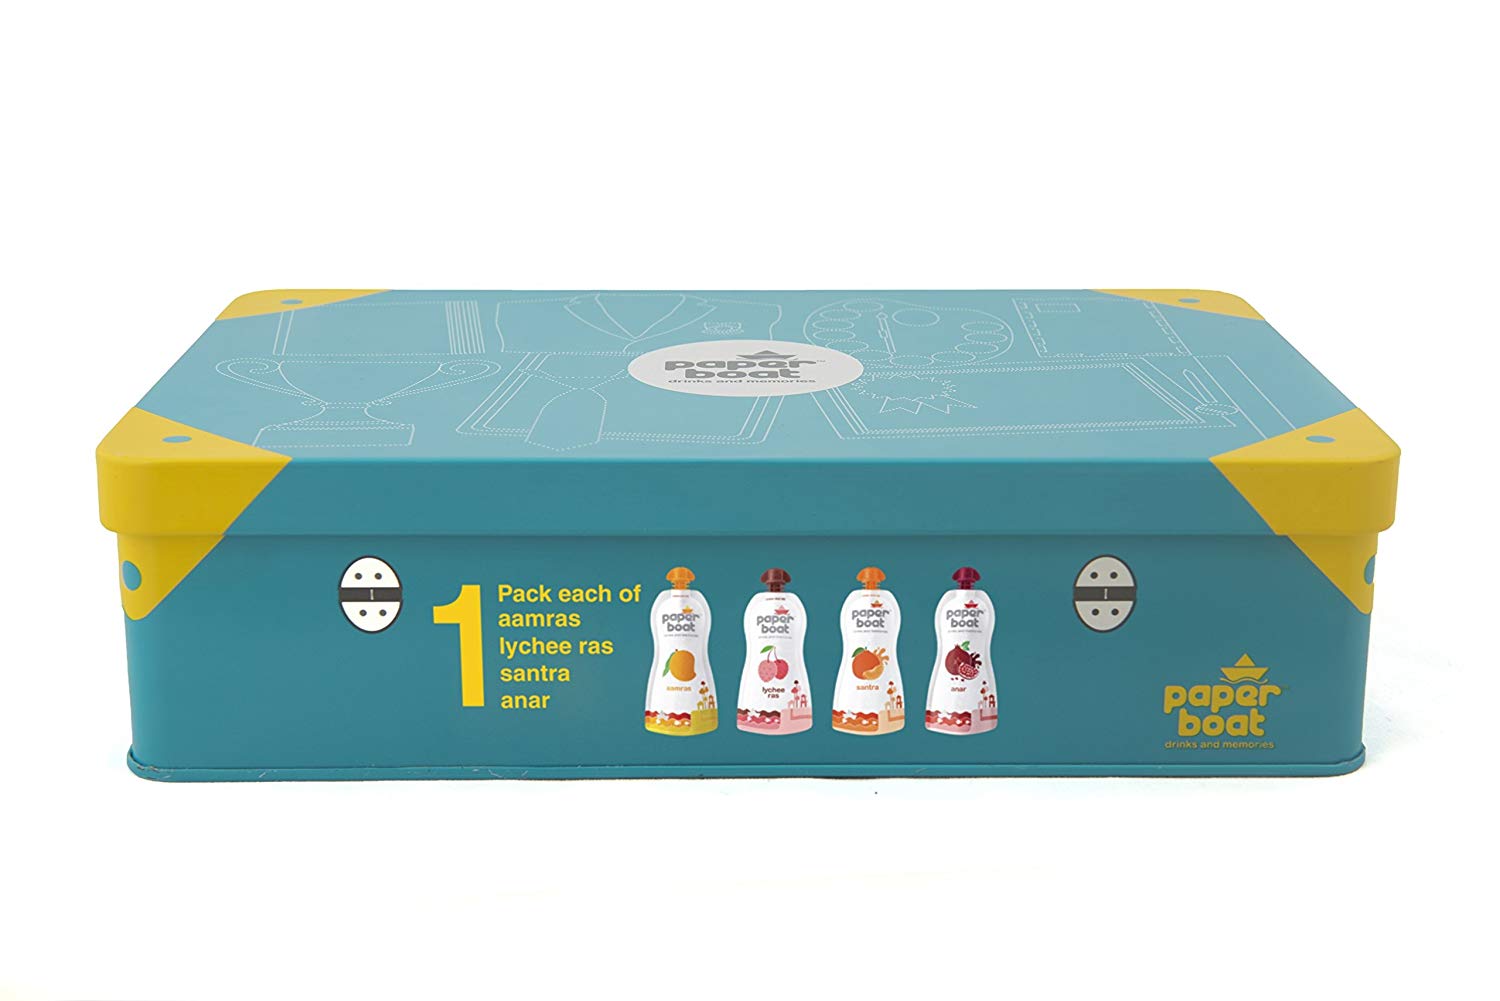 paper
boat
drinks and memories
1
Pack each of
aamras
lychee ras
santra
anar
paper
boat
aamras
paper
boat
lychee
ras
paper
boat
santra
paper
boat
anar
paper
boat
drinks and memories